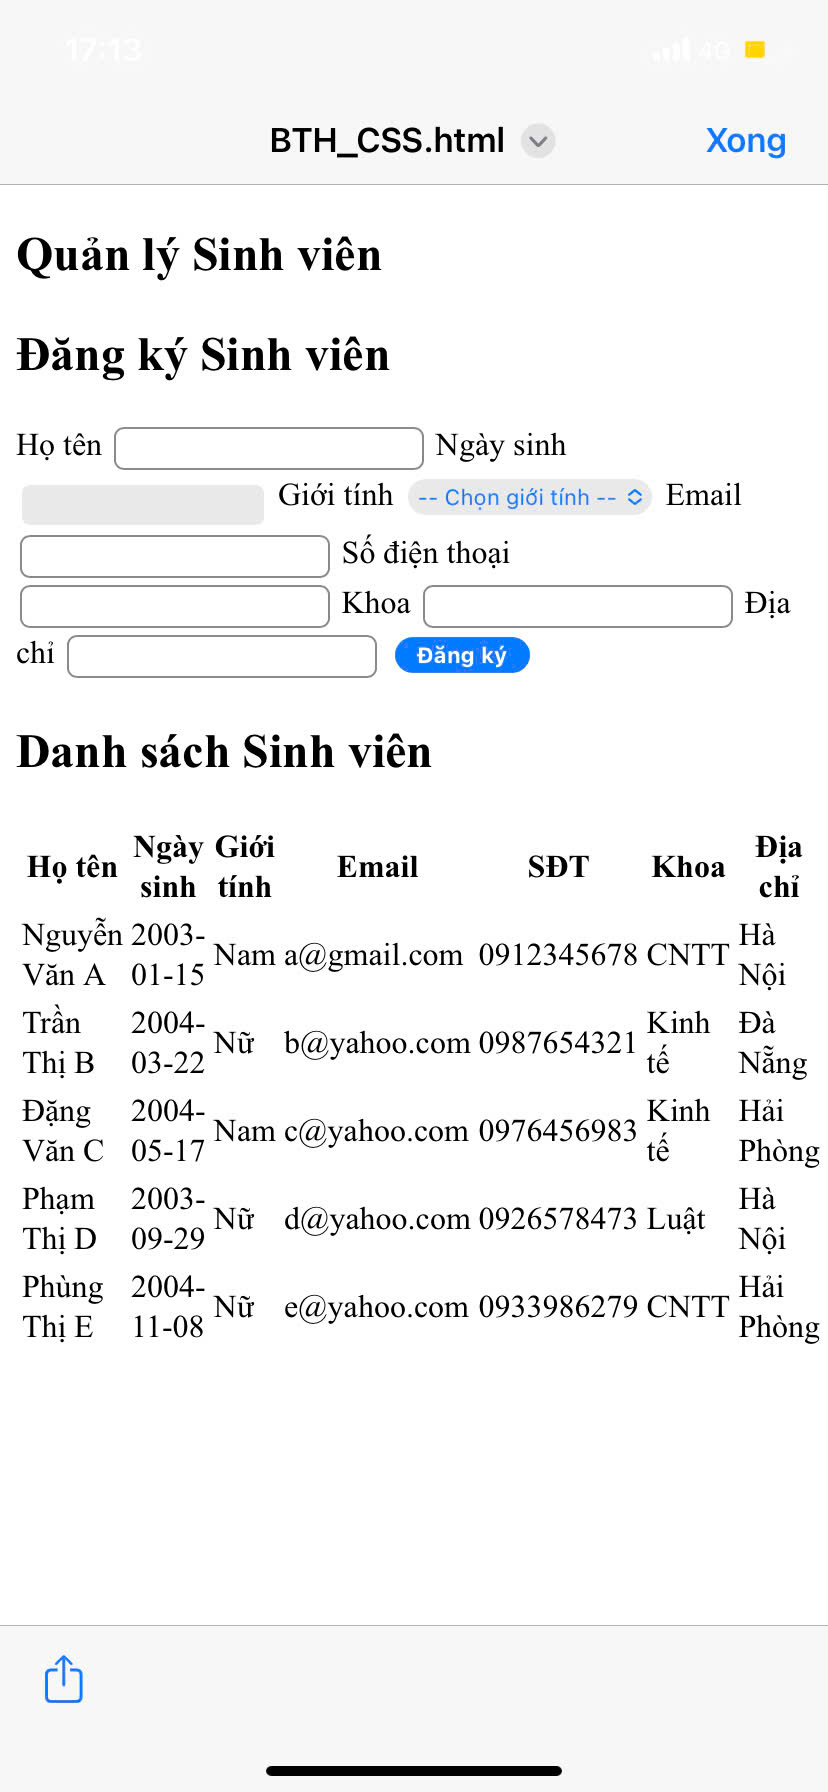 17:13
4G
BTH_CSS.html
Xong
Quản lý Sinh viên
Đăng ký Sinh viên
Họ tên Ngày sinh
Giới tính -- Chọn giới tính -- Email
Số điện thoại
Khoa Địa
chỉ Đăng ký
Danh sách Sinh viên
Họ tên Ngày sinh Giới tính Email SĐT Khoa Địa chỉ
Nguyễn Văn A 2003-01-15 Nam a@gmail.com 0912345678 CNTT Hà Nội
Trần Thị B 2004-03-22 Nữ b@yahoo.com 0987654321 Kinh tế Đà Nẵng
Đặng Văn C 2004-05-17 Nam c@yahoo.com 0976456983 Kinh tế Hải Phòng
Phạm Thị D 2003-09-29 Nữ d@yahoo.com 0926578473 Luật Hà Nội
Phùng Thị E 2004-11-08 Nữ e@yahoo.com 0933986279 CNTT Hải Phòng